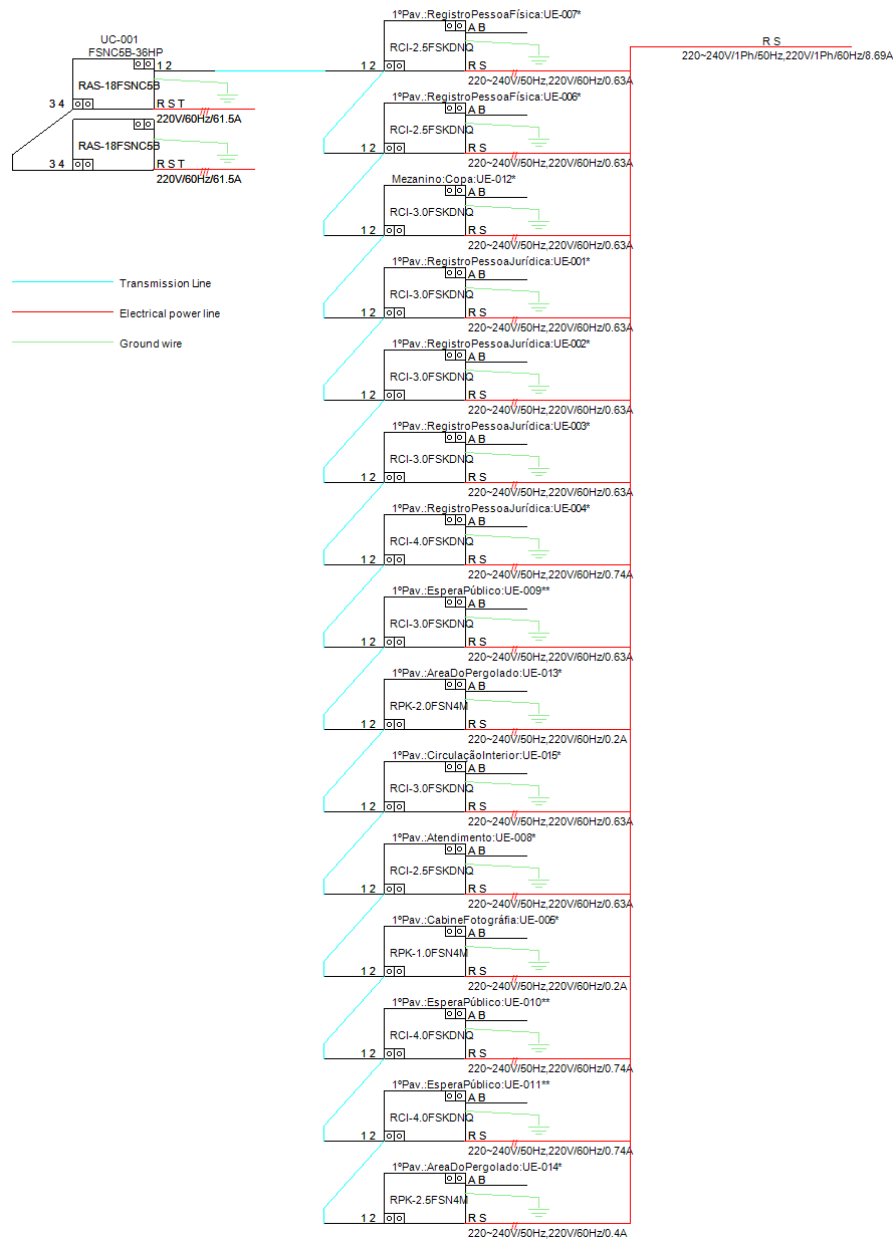 UC-001
FSNC5B-36HP
1 2
RAS-18FSNC5B
3 4
R S T
220V/60Hz/61.5A
RAS-18FSNC5B
3 4
R S T
220V/60Hz/61.5A
Transmission Line
Electrical power line
Ground wire
1ºPav.:RegistroPessoaFísica:UE-007*
A B
RCI-2.5FSKDNQ
1 2
R S
220~240V/50Hz,220V/60Hz/0.63A
1ºPav.:RegistroPessoaFísica:UE-006*
A B
RCI-2.5FSKDNQ
1 2
R S
220~240V/50Hz,220V/60Hz/0.63A
Mezanino:Copa:UE-012*
A B
RCI-3.0FSKDNQ
1 2
R S
220~240V/50Hz,220V/60Hz/0.63A
1ºPav.:RegistroPessoaJurídica:UE-001*
A B
RCI-3.0FSKDNQ
1 2
R S
220~240V/50Hz,220V/60Hz/0.63A
1ºPav.:RegistroPessoaJurídica:UE-002*
A B
RCI-3.0FSKDNQ
1 2
R S
220~240V/50Hz,220V/60Hz/0.63A
1ºPav.:RegistroPessoaJurídica:UE-003*
A B
RCI-3.0FSKDNQ
1 2
R S
220~240V/50Hz,220V/60Hz/0.63A
1ºPav.:RegistroPessoaJurídica:UE-004*
A B
RCI-4.0FSKDNQ
1 2
R S
220~240V/50Hz,220V/60Hz/0.74A
1ºPav.:EsperaPúblico:UE-009**
A B
RCI-3.0FSKDNQ
1 2
R S
220~240V/50Hz,220V/60Hz/0.63A
1ºPav.:AreaDoPergolado:UE-013*
A B
RPK-2.0FSN4M
1 2
R S
220~240V/50Hz,220V/60Hz/0.2A
1ºPav.:CirculaçãoInterior:UE-015*
A B
RCI-3.0FSKDNQ
1 2
R S
220~240V/50Hz,220V/60Hz/0.63A
1ºPav.:Atendimento:UE-008*
A B
RCI-2.5FSKDNQ
1 2
R S
220~240V/50Hz,220V/60Hz/0.63A
1ºPav.:CabineFotográfia:UE-005*
A B
RPK-1.0FSN4M
1 2
R S
220~240V/50Hz,220V/60Hz/0.2A
1ºPav.:EsperaPúblico:UE-010**
A B
RCI-4.0FSKDNQ
1 2
R S
220~240V/50Hz,220V/60Hz/0.74A
1ºPav.:EsperaPúblico:UE-011**
A B
RCI-4.0FSKDNQ
1 2
R S
220~240V/50Hz,220V/60Hz/0.74A
1ºPav.:AreaDoPergolado:UE-014*
A B
RPK-2.5FSN4M
1 2
R S
220~240V/50Hz,220V/60Hz/0.4A
R S
220~240V/1Ph/50Hz,220V/1Ph/60Hz/8.69A